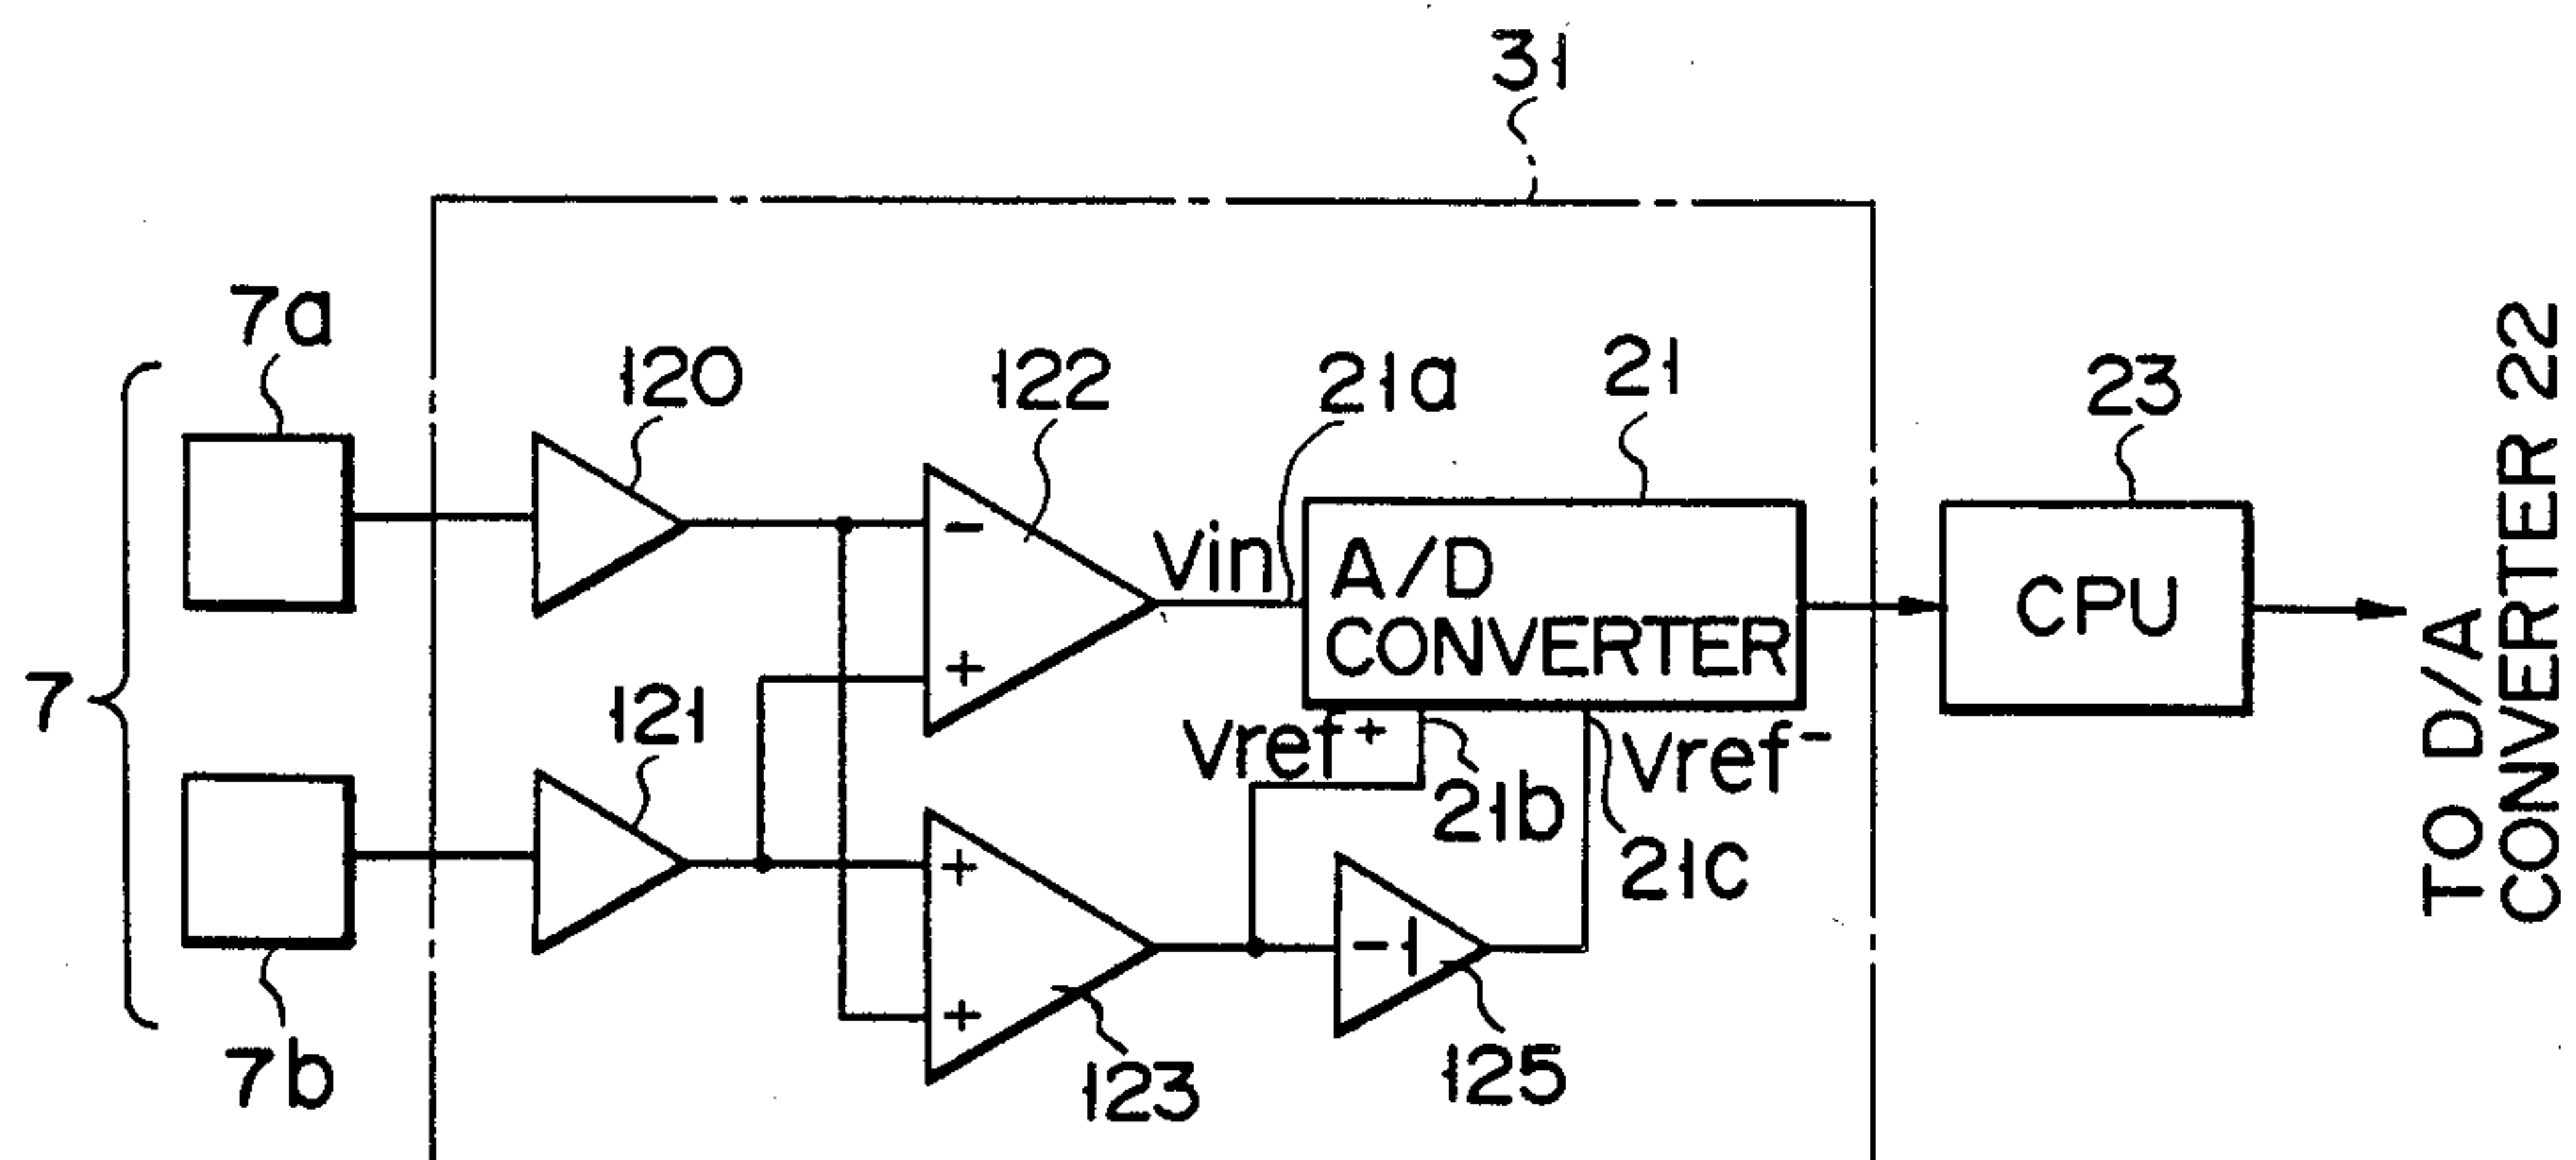 31
7a
120
122
21a
21
23
7
Vin
A/D
CONVERTER
CPU
-
+
121
Vref+
21b
Vref-
21C
+
+
-1
7b
123
125
TO D/A
CONVERTER 22